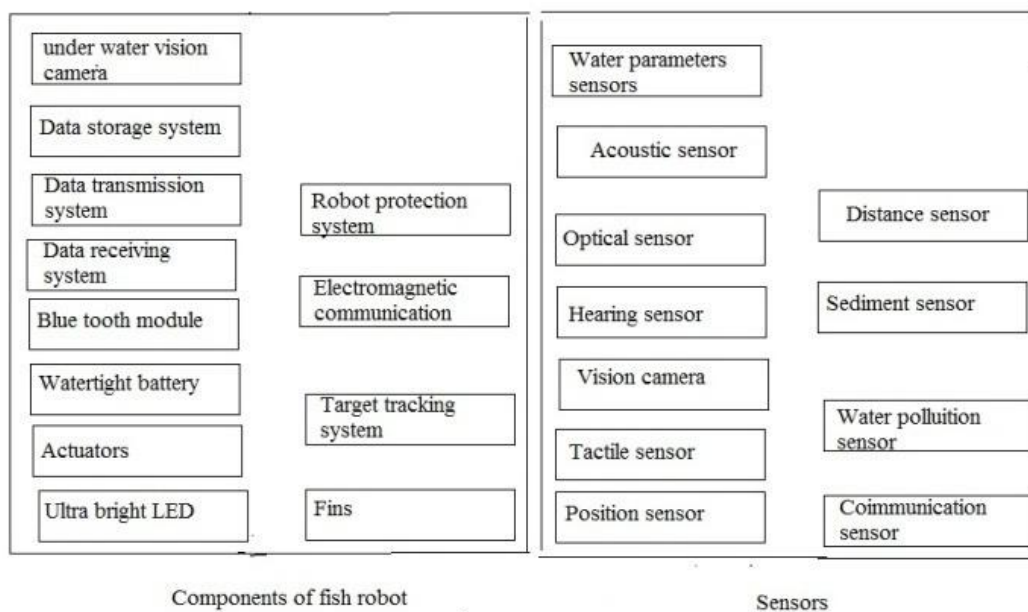 under water vision
camera
Data storage system
Data transmission
system
Data receiving
system
Blue tooth module
Watertight battery
Actuators
Ultra bright LED
Robot protection
system
Electromagnetic
communication
Target tracking
system
Fins
Components of fish robot
Water parameters
sensors
Acoustic sensor
Optical sensor
Hearing sensor
Vision camera
Tactile sensor
Position sensor
Distance sensor
Sediment sensor
Water polluition
sensor
Coimmunication
sensor
Sensors